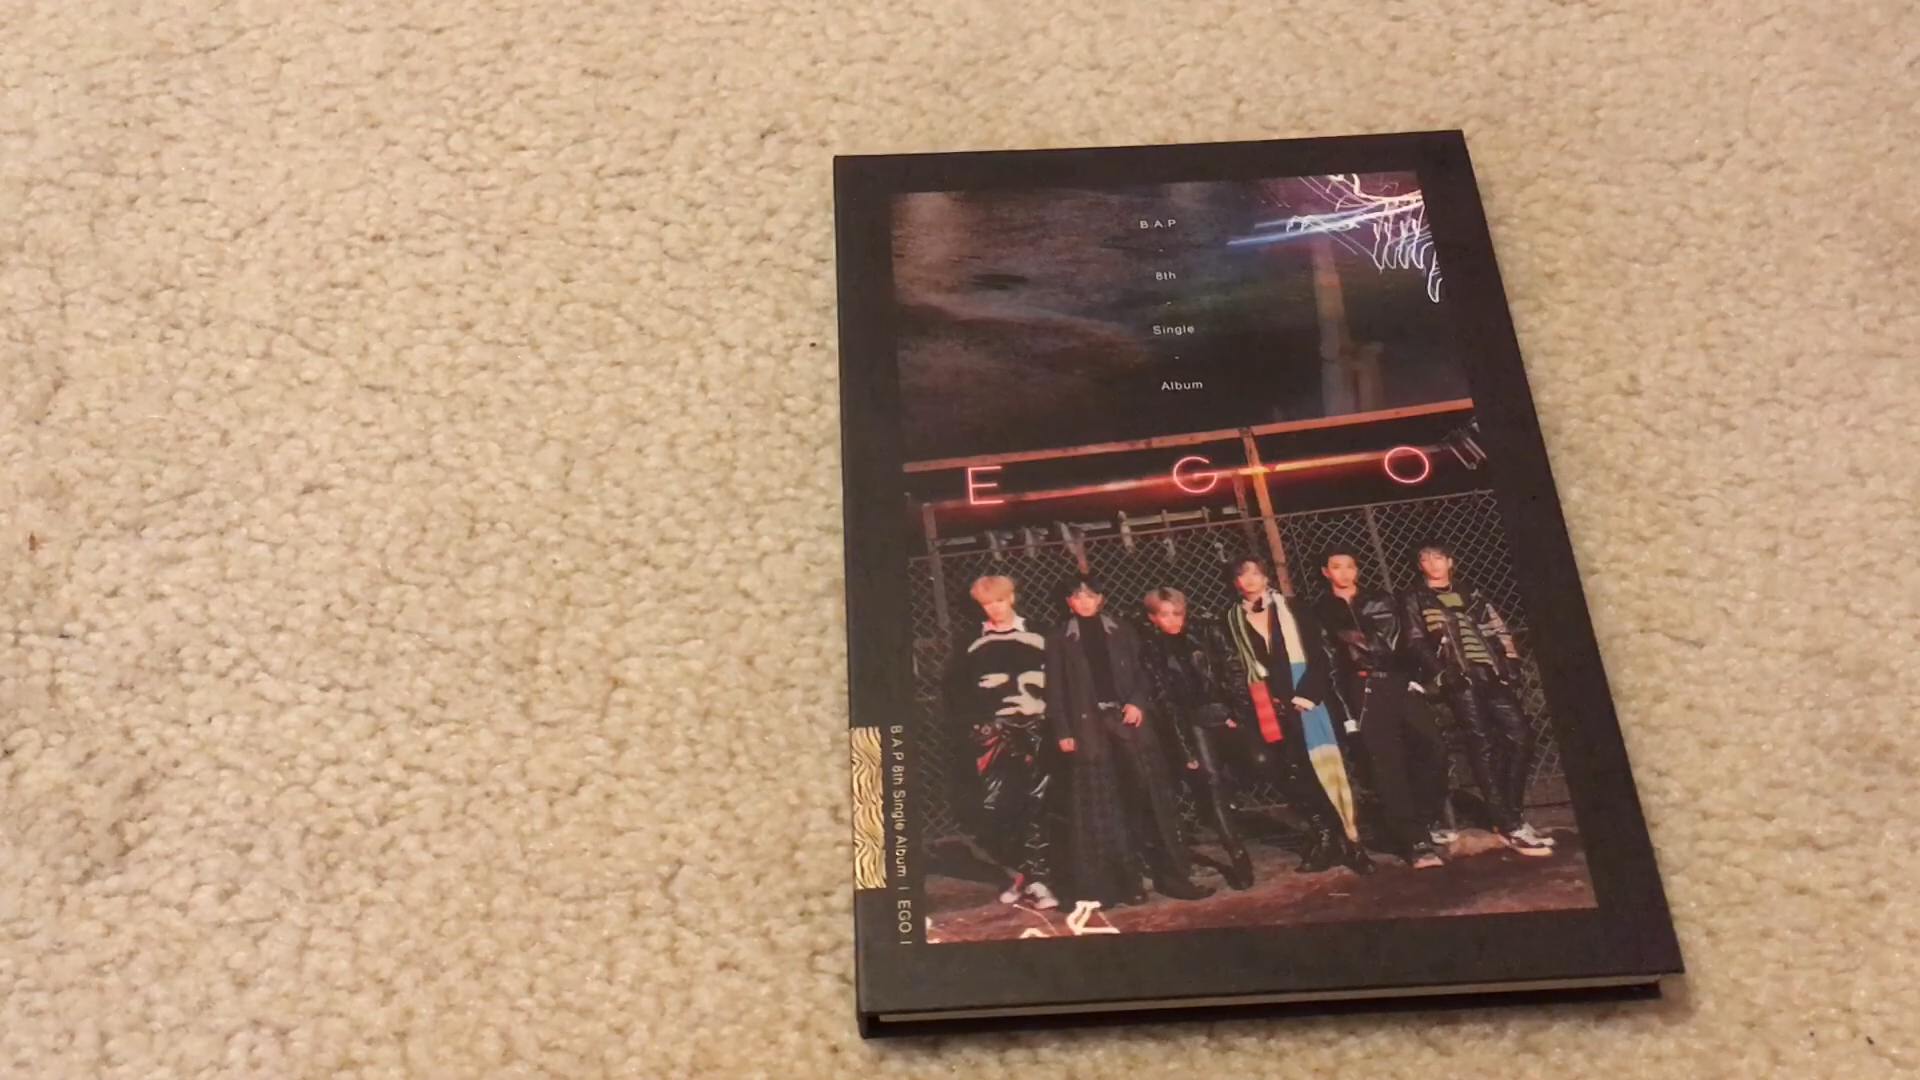 B.A.P
-
8th
-
Single
-
Album
E G O
B.A.P 8th Single Album | EGO |